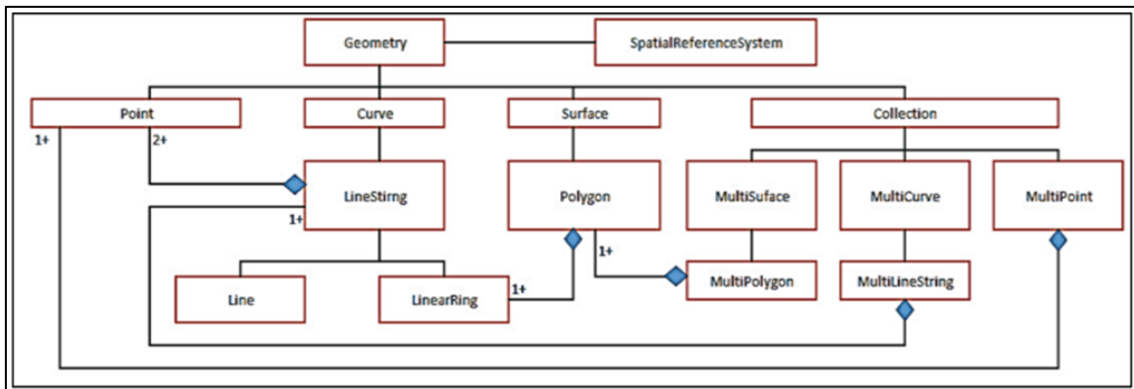 Geometry
SpatialReferenceSystem
Point
Curve
Surface
Collection
1+
2+
LineStirng
Polygon
MultiSuface
MultiCurve
MultiPoint
1+
1+
Line
LinearRing
1+
MultiPolygon
MultiLineString